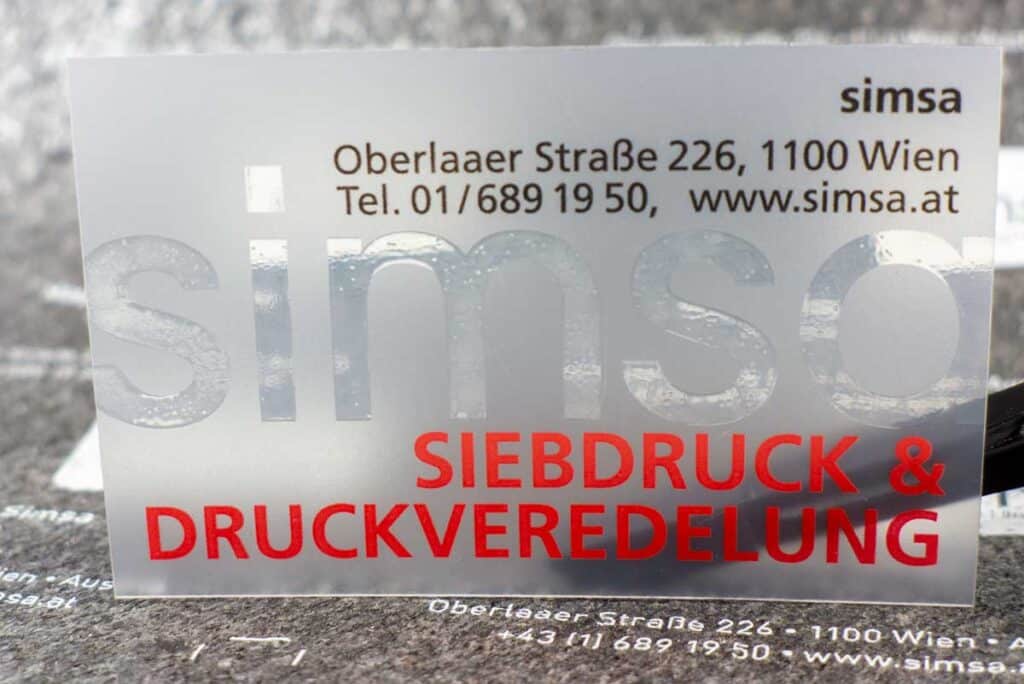 simsa
Oberlaaer Straße 226, 1100 Wien
Tel. 01/689 19 50, www.simsa.at
simsa
SIEBDRUCK &
DRUCKVEREDELUNG
simsa
Oberlaaer Straße 226 • 1100 Wien •
+43 (1) 689 19 50 • www.simsa.